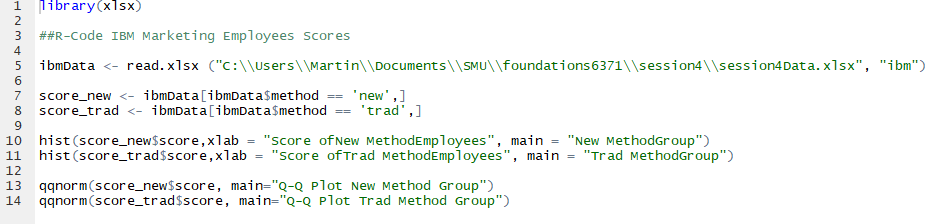 1 library(xlsx)
2
3 ##R-Code IBM Marketing Employees Scores
4
5 ibmData <- read.xlsx ("C:\\Users\\Martin\\Documents\\SMU\\foundations6371\\session4\\session4Data.xlsx", "ibm")
6
7 score_new <- ibmData[ibmData$method == 'new',]
8 score_trad <- ibmData[ibmData$method == 'trad',]
9
10 hist(score_new$score,xlab = "Score ofNew MethodEmployees", main = "New MethodGroup")
11 hist(score_trad$score,xlab = "Score ofTrad MethodEmployees", main = "Trad MethodGroup")
12
13 qqnorm(score_new$score, main="Q-Q Plot New Method Group")
14 qqnorm(score_trad$score, main="Q-Q Plot Trad Method Group")